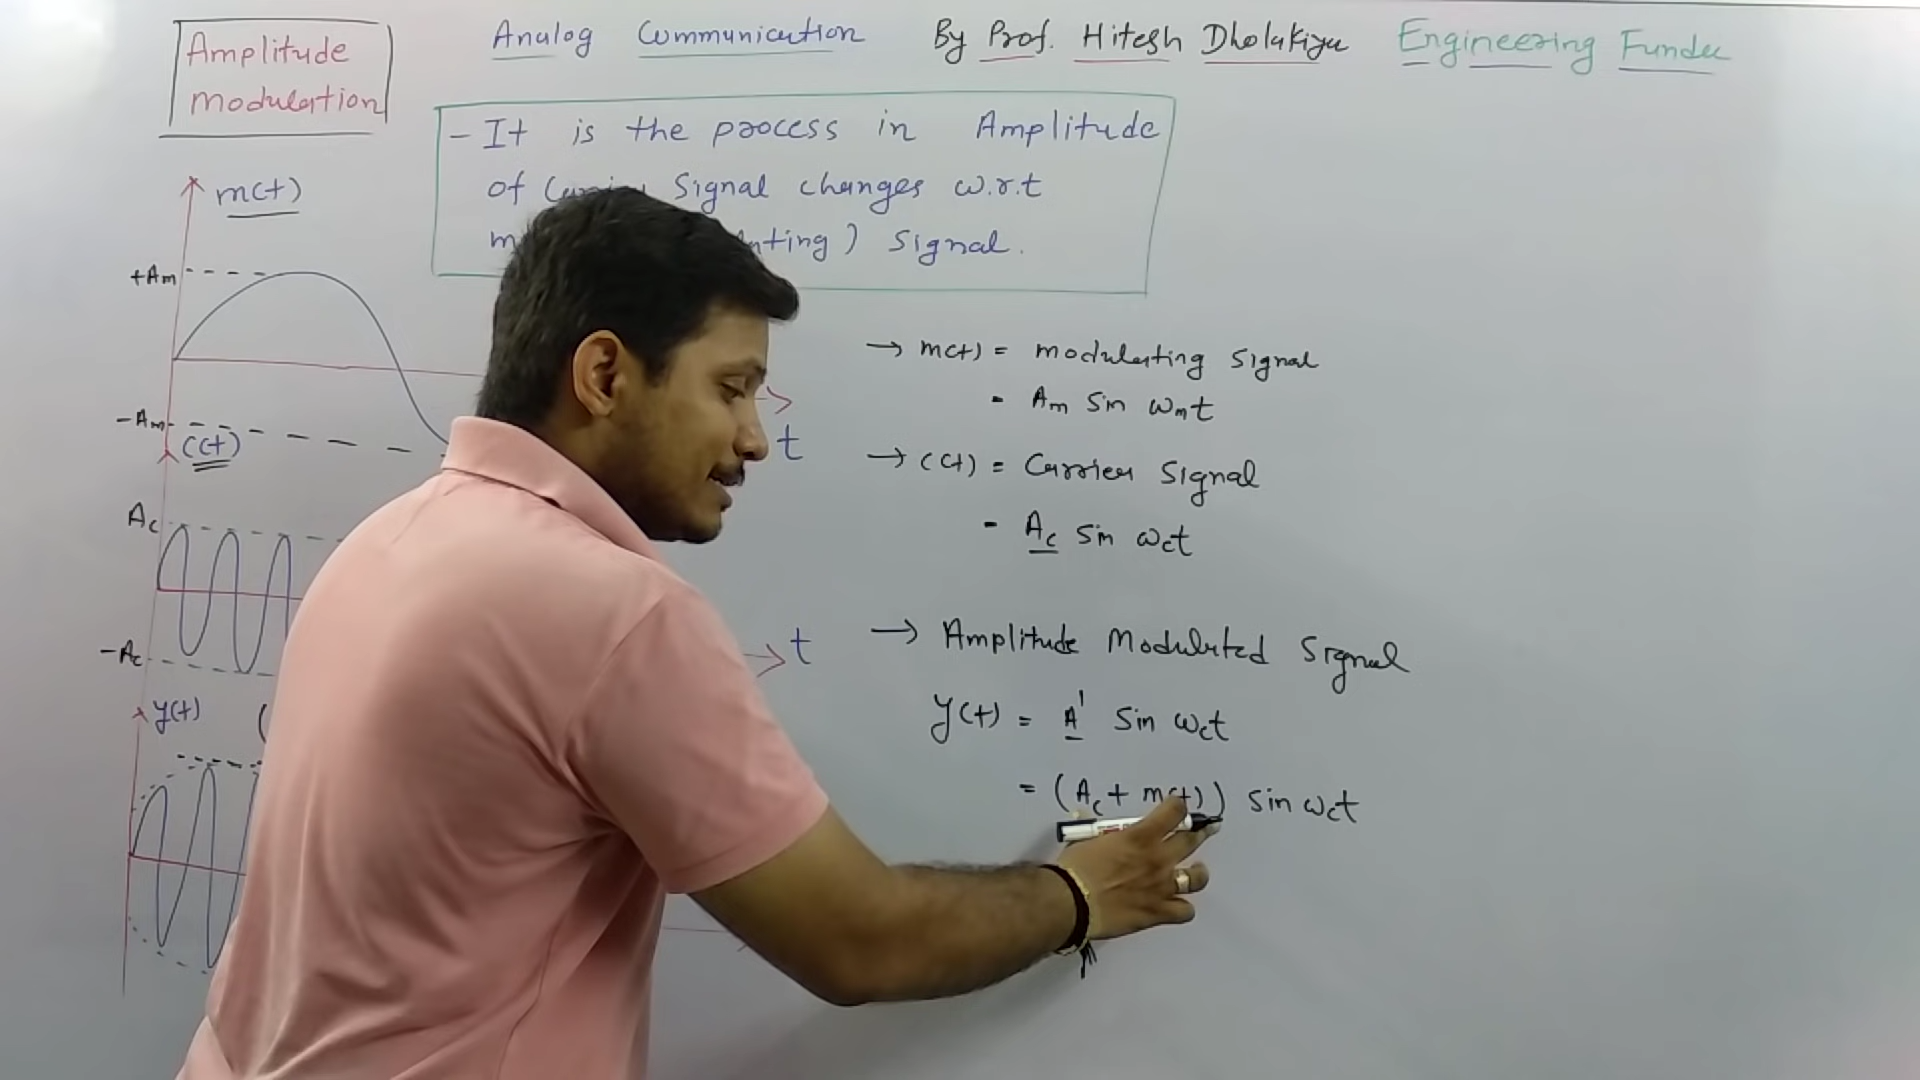 Amplitude
Modulation
Analog Communication By Prof. Hitesh Dholakiya Engineering Funda
- It is the process in Amplitude
of Signal changes w.r.t
Signal.
m(t)
+Am
-Am
t
c(t)
Ac
-Ac
t
y(t)
→ m(t) = modulating signal
= Am Sin ωmt
→ c(t) = Carrier Signal
= Ac Sin ωct
→ Amplitude Modulated Signal
y(t) = A' Sin ωct
= (Ac + m(t)) Sin ωct